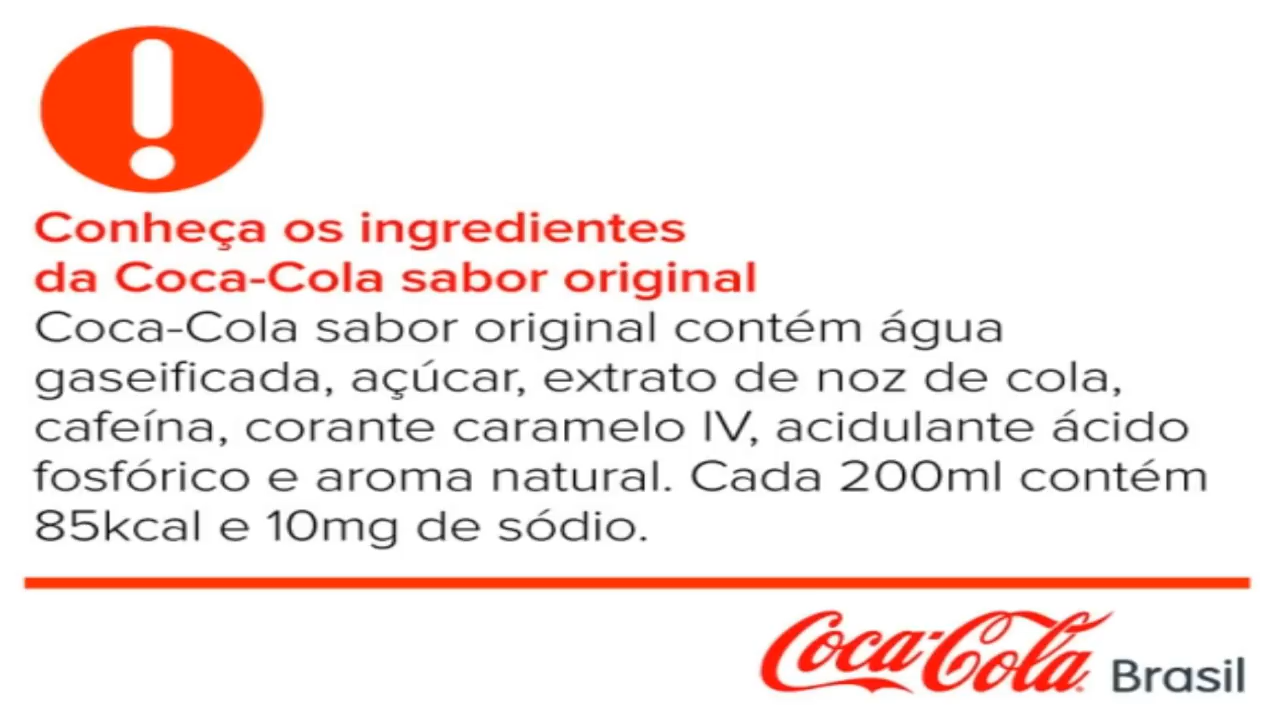 Conheça os ingredientes
da Coca-Cola sabor original
Coca-Cola sabor original contém água
gaseificada, açúcar, extrato de noz de cola,
cafeína, corante caramelo IV, acidulante ácido
fosfórico e aroma natural. Cada 200ml contém
85kcal e 10mg de sódio.
Coca-Cola Brasil